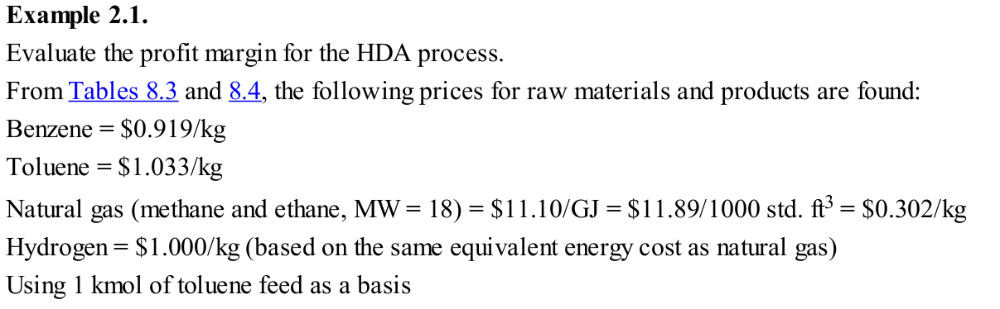 Example 2.1.
Evaluate the profit margin for the HDA process.
From Tables 8.3 and 8.4, the following prices for raw materials and products are found:
Benzene = $0.919/kg
Toluene = $1.033/kg
Natural gas (methane and ethane, MW = 18) = $11.10/GJ = $11.89/1000 std. ft³ = $0.302/kg
Hydrogen = $1.000/kg (based on the same equivalent energy cost as natural gas)
Using 1 kmol of toluene feed as a basis